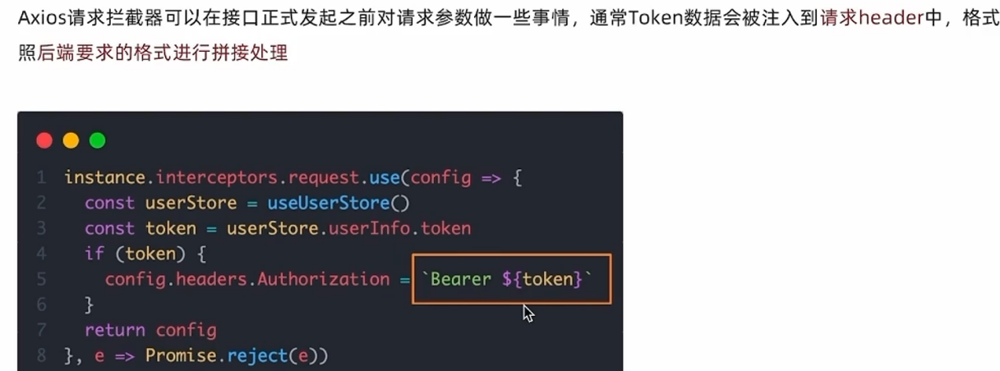 Axios请求拦截器可以在接口正式发起之前对请求参数做一些事情，通常Token数据会被注入到请求header中，格式
照后端要求的格式进行拼接处理
1 instance.interceptors.request.use(config => {
2 const userStore = useUserStore()
3 const token = userStore.userInfo.token
4 if (token) {
5 config.headers.Authorization = `Bearer ${token}`
6 }
7 return config
8 }, e => Promise.reject(e))